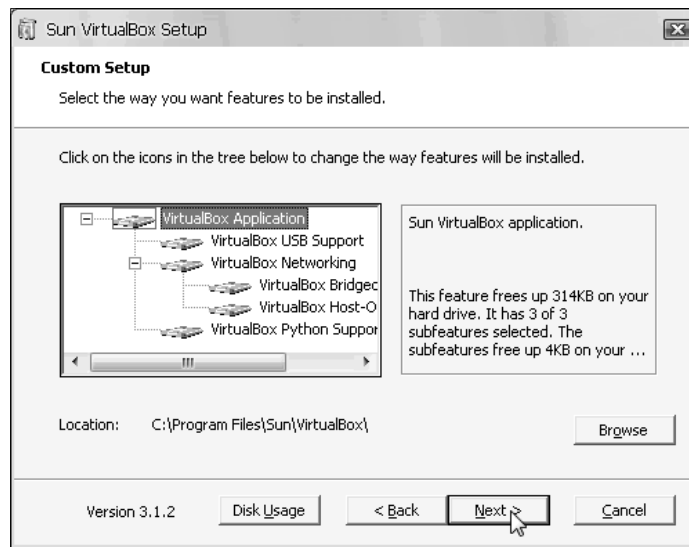 Sun VirtualBox Setup
Custom Setup
Select the way you want features to be installed.
Click on the icons in the tree below to change the way features will be installed.
VirtualBox Application
VirtualBox USB Support
VirtualBox Networking
VirtualBox Bridgec
VirtualBox Host-O
VirtualBox Python Suppor
Sun VirtualBox application.
This feature frees up 314KB on your
hard drive. It has 3 of 3
subfeatures selected. The
subfeatures free up 4KB on your ...
Location: C:\Program Files\Sun\VirtualBox\
Browse
Version 3.1.2 Disk Usage < Back Next > Cancel